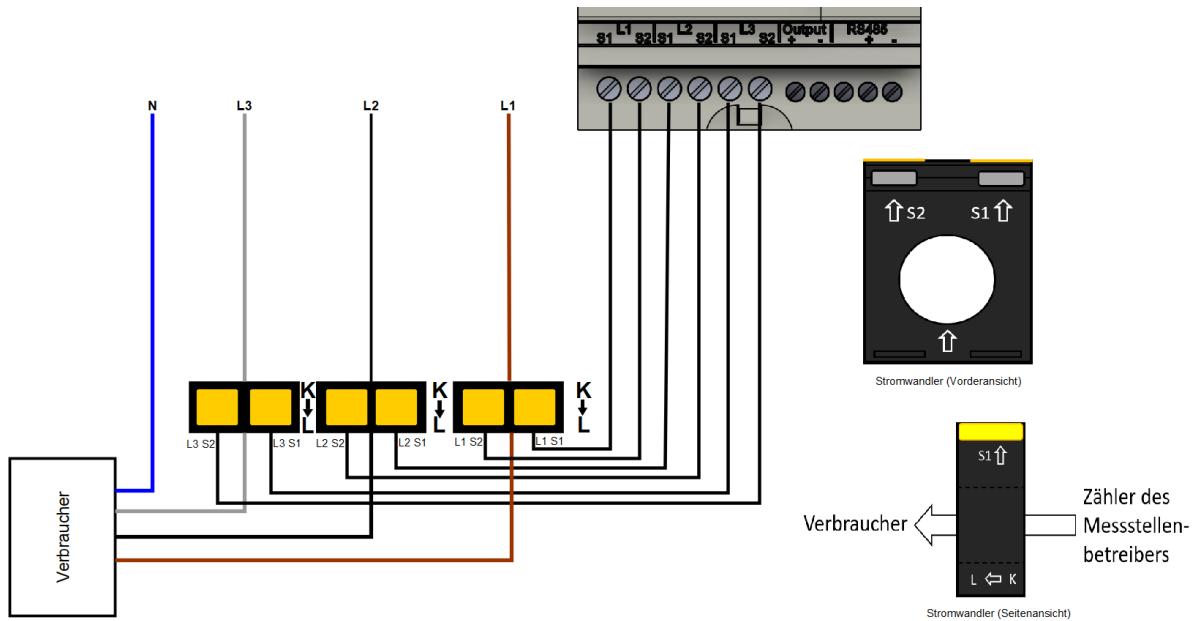 L1 L2 L3 Output RS485
S1 S2 S1 S2 S1 S2 + - + -
N L3 L2 L1
S2 S1
Stromwandler (Vorderansicht)
K K K
L L L
L3 S2 L3 S1 L2 S2 L2 S1 L1 S2 L1 S1
S1
Verbraucher
Verbraucher
Zähler des
Messstellen-
betreibers
L K
Stromwandler (Seitenansicht)